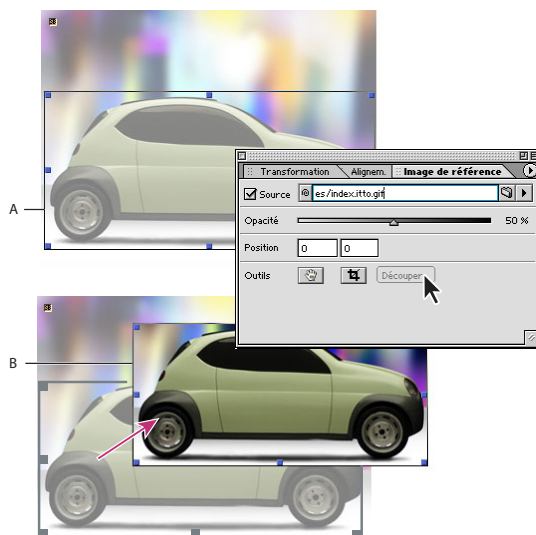 Transformation Alignem. Image de référence
A
Source @ es/index.itto.gif
Opacité 50 %
Position 0 0
Outils Découper
B